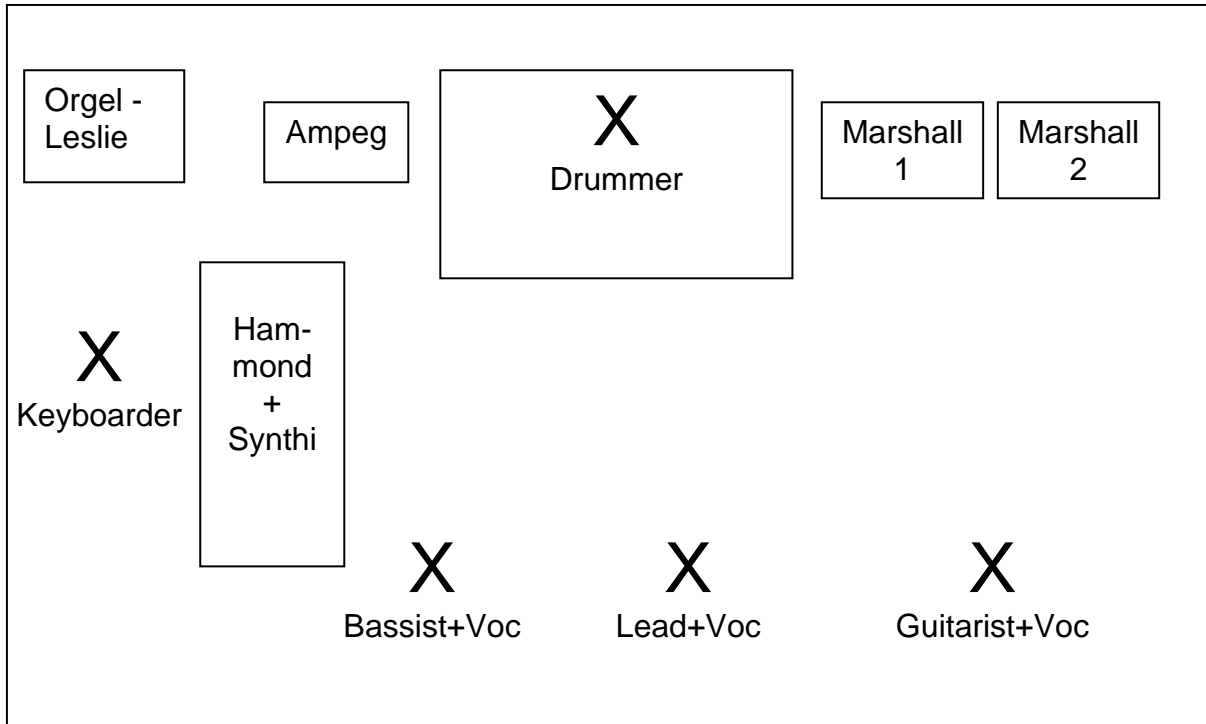 Orgel -
Leslie
Ampeg
X
Drummer
Marshall
1
Marshall
2
X
Keyboarder
Ham-
mond
+
Synthi
X
Bassist+Voc
X
Lead+Voc
X
Guitarist+Voc